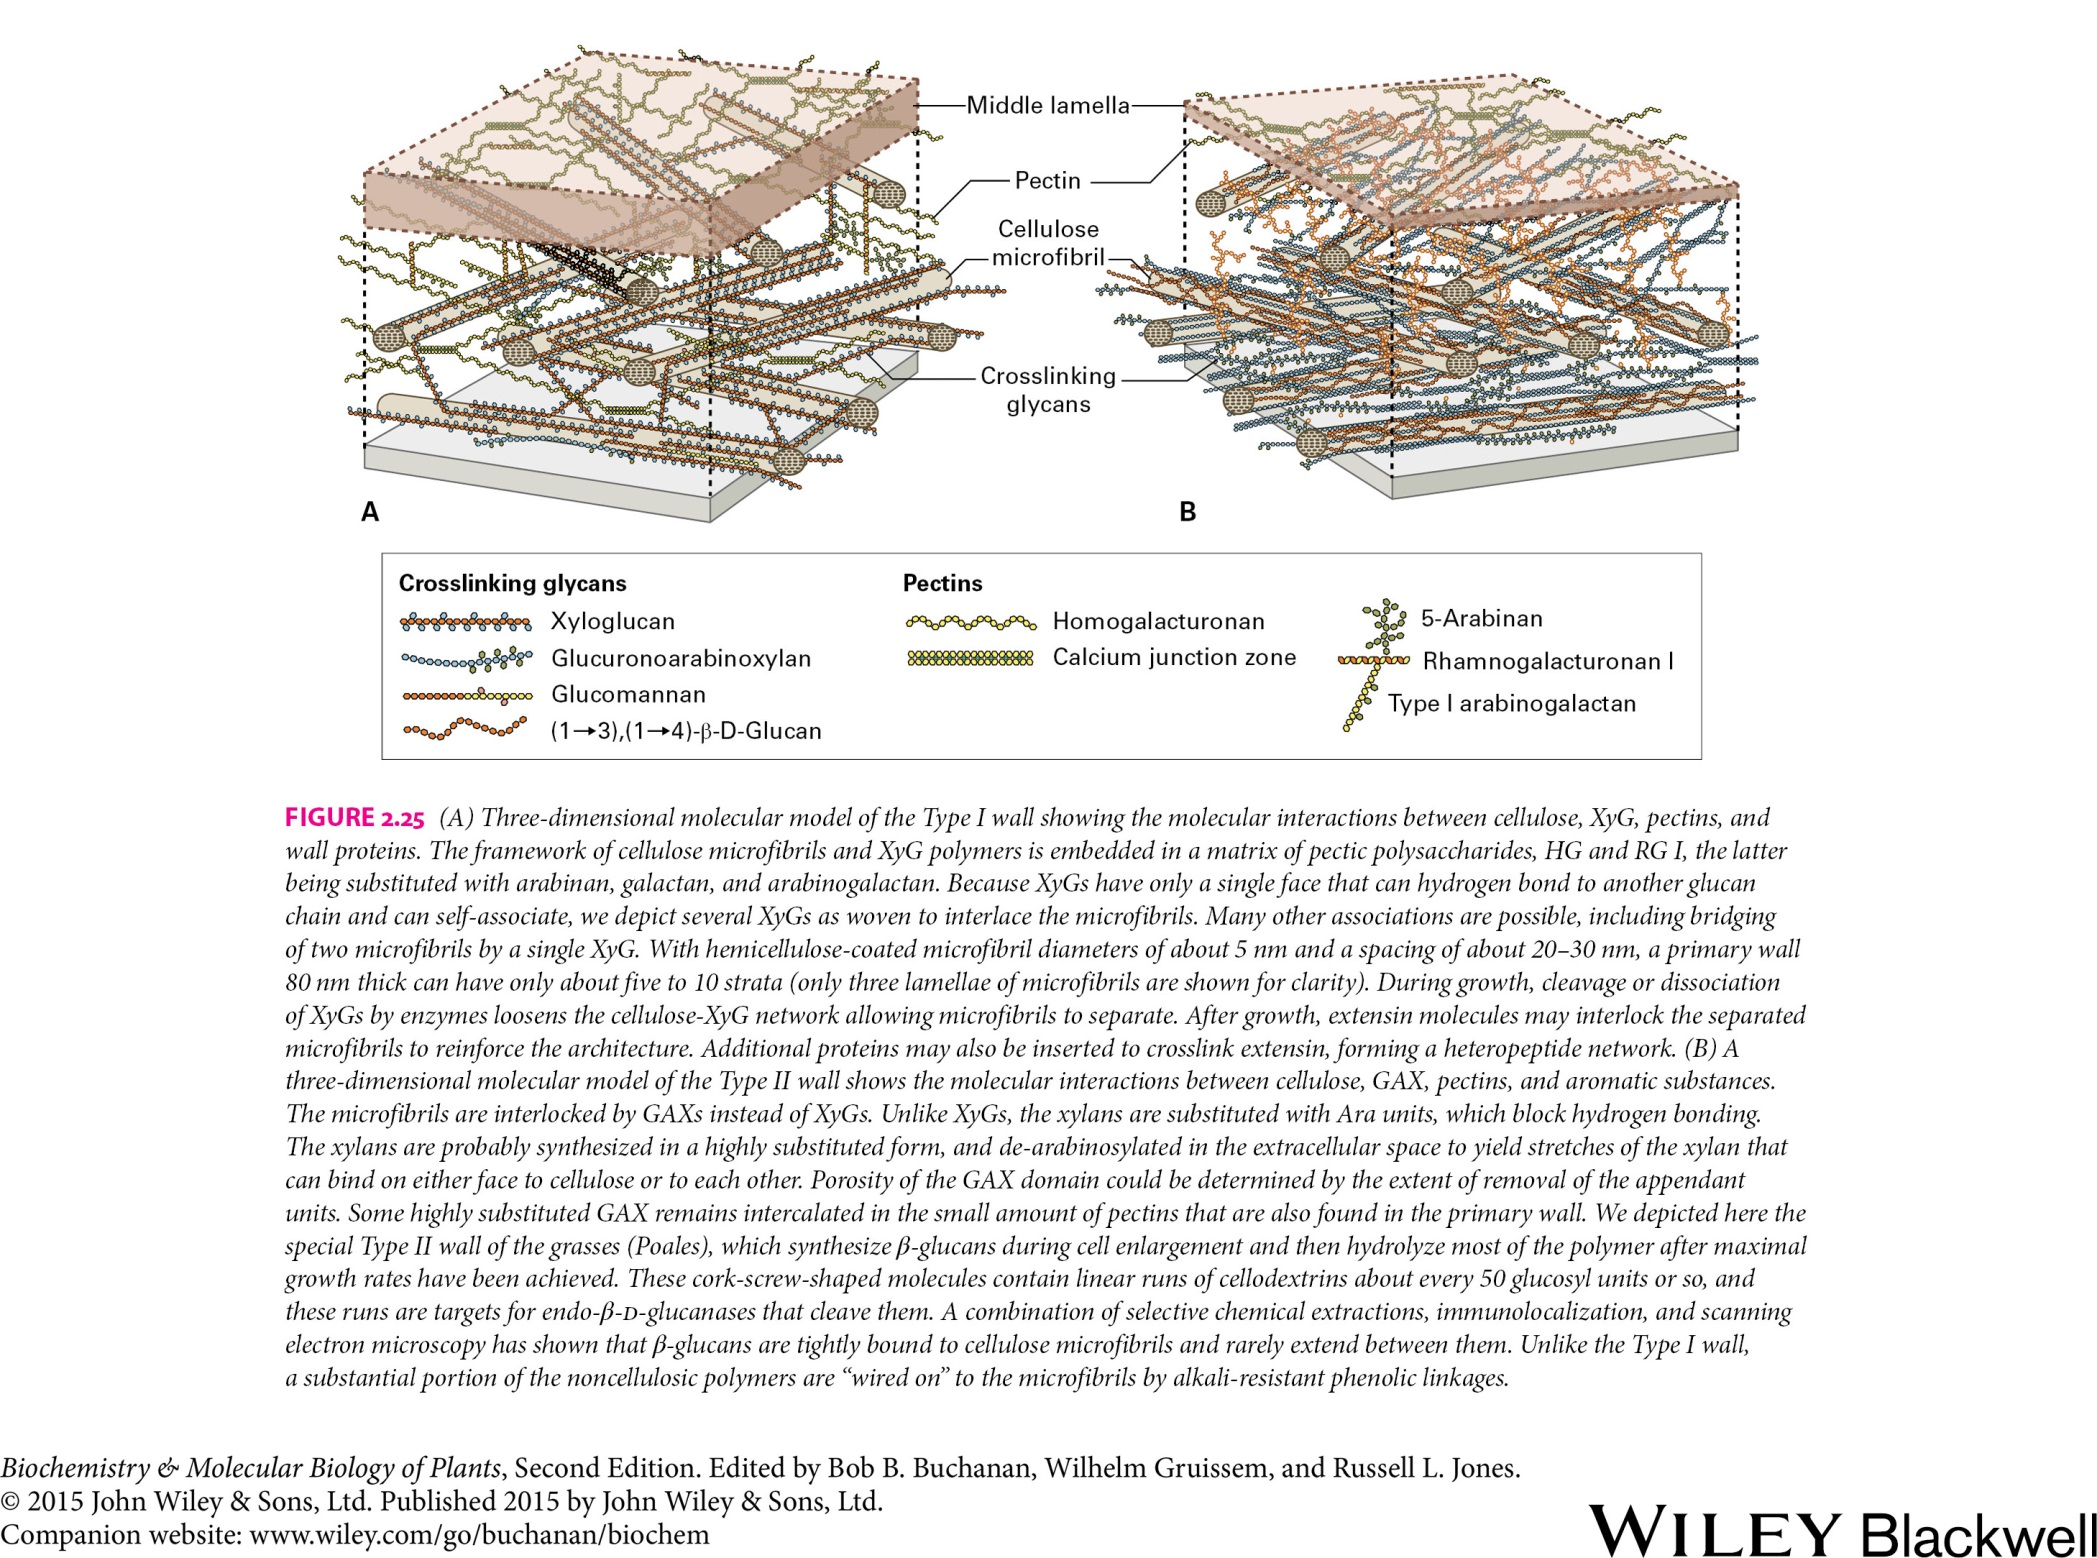 Middle lamella
Pectin
Cellulose
microfibril
Crosslinking
glycans
A
B
Crosslinking glycans
Xyloglucan
Glucuronoarabinoxylan
Glucomannan
(1→3),(1→4)-β-D-Glucan
Pectins
Homogalacturonan
Calcium junction zone
5-Arabinan
Rhamnogalacturonan I
Type I arabinogalactan
FIGURE 2.25 (A) Three-dimensional molecular model of the Type I wall showing the molecular interactions between cellulose, XyG, pectins, and
wall proteins. The framework of cellulose microfibrils and XyG polymers is embedded in a matrix of pectic polysaccharides, HG and RG I, the latter
being substituted with arabinan, galactan, and arabinogalactan. Because XyGs have only a single face that can hydrogen bond to another glucan
chain and can self-associate, we depict several XyGs as woven to interlace the microfibrils. Many other associations are possible, including bridging
of two microfibrils by a single XyG. With hemicellulose-coated microfibril diameters of about 5 nm and a spacing of about 20–30 nm, a primary wall
80 nm thick can have only about five to 10 strata (only three lamellae of microfibrils are shown for clarity). During growth, cleavage or dissociation
of XyGs by enzymes loosens the cellulose-XyG network allowing microfibrils to separate. After growth, extensin molecules may interlock the separated
microfibrils to reinforce the architecture. Additional proteins may also be inserted to crosslink extensin, forming a heteropeptide network. (B) A
three-dimensional molecular model of the Type II wall shows the molecular interactions between cellulose, GAX, pectins, and aromatic substances.
The microfibrils are interlocked by GAXs instead of XyGs. Unlike XyGs, the xylans are substituted with Ara units, which block hydrogen bonding.
The xylans are probably synthesized in a highly substituted form, and de-arabinosylated in the extracellular space to yield stretches of the xylan that
can bind on either face to cellulose or to each other. Porosity of the GAX domain could be determined by the extent of removal of the appendant
units. Some highly substituted GAX remains intercalated in the small amount of pectins that are also found in the primary wall. We depicted here the
special Type II wall of the grasses (Poales), which synthesize β-glucans during cell enlargement and then hydrolyze most of the polymer after maximal
growth rates have been achieved. These cork-screw-shaped molecules contain linear runs of cellodextrins about every 50 glucosyl units or so, and
these runs are targets for endo-β-D-glucanases that cleave them. A combination of selective chemical extractions, immunolocalization, and scanning
electron microscopy has shown that β-glucans are tightly bound to cellulose microfibrils and rarely extend between them. Unlike the Type I wall,
a substantial portion of the noncellulosic polymers are “wired on” to the microfibrils by alkali-resistant phenolic linkages.
Biochemistry & Molecular Biology of Plants, Second Edition. Edited by Bob B. Buchanan, Wilhelm Gruissem, and Russell L. Jones.
© 2015 John Wiley & Sons, Ltd. Published 2015 by John Wiley & Sons, Ltd.
Companion website: www.wiley.com/go/buchanan/biochem
WILEY Blackwell